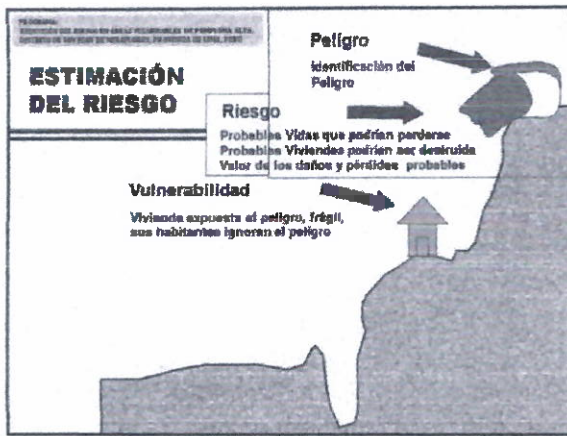 PROGRAMA:
ESTIMACIÓN
DEL RIESGO
Peligro
Identificación del
Peligro
Riesgo
Probables Vidas que podrían perderse
Probables Viviendas podrían ser destruida
Valor de los daños y pérdidas probables
Vulnerabilidad
Vivienda expuesta al peligro, frágil,
sus habitantes ignoran el peligro